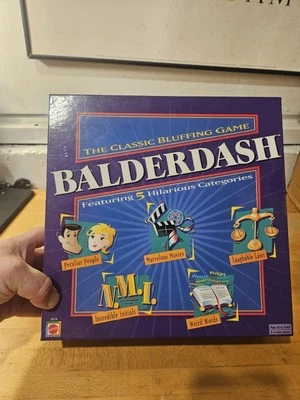 The Classic Bluffing Game
BALDERDASH
Featuring 5 Hilarious Categories
Peculiar People
Marvelous Movies
Laughable Laws
N.M.I.
Incredible Initials
Weird Words
MATTEL